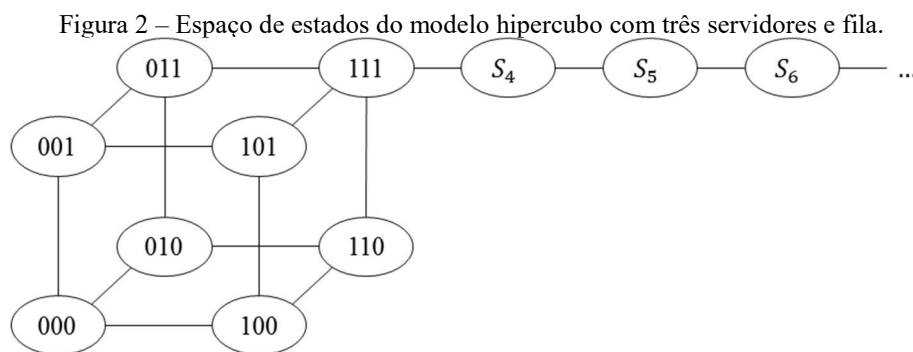 Figura 2 – Espaço de estados do modelo hipercubo com três servidores e fila.
011 111 S₄ S₅ S₆ ...
001 101
010 110
000 100